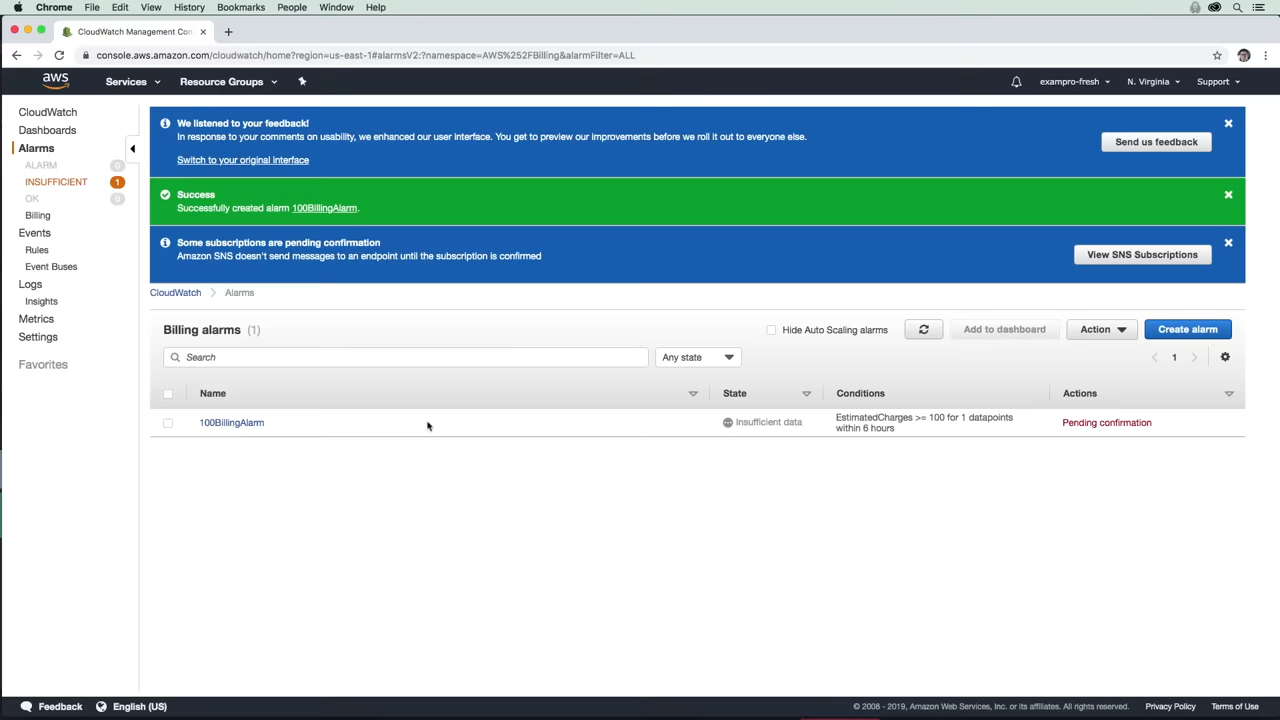 Chrome File Edit View History Bookmarks People Window Help
CloudWatch Management Con
console.aws.amazon.com/cloudwatch/home?region=us-east-1#alarmsV2:?namespace=AWS%252FBilling&alarmFilter=ALL
aws Services Resource Groups exampro-fresh N. Virginia Support
CloudWatch
Dashboards
Alarms
ALARM 0
INSUFFICIENT 1
OK 0
Billing
Events
Rules
Event Buses
Logs
Insights
Metrics
Settings
Favorites
We listened to your feedback!
In response to your comments on usability, we enhanced our user interface. You get to preview our improvements before we roll it out to everyone else.
Switch to your original interface
Send us feedback
Success
Successfully created alarm 100BillingAlarm.
Some subscriptions are pending confirmation
Amazon SNS doesn't send messages to an endpoint until the subscription is confirmed
View SNS Subscriptions
CloudWatch Alarms
Billing alarms (1)
Hide Auto Scaling alarms
Add to dashboard
Action
Create alarm
Search
Any state
1
Name State Conditions Actions
100BillingAlarm Insufficient data EstimatedCharges >= 100 for 1 datapoints
within 6 hours
Pending confirmation
Feedback English (US) © 2008 - 2019, Amazon Web Services, Inc. or its affiliates. All rights reserved. Privacy Policy Terms of Use